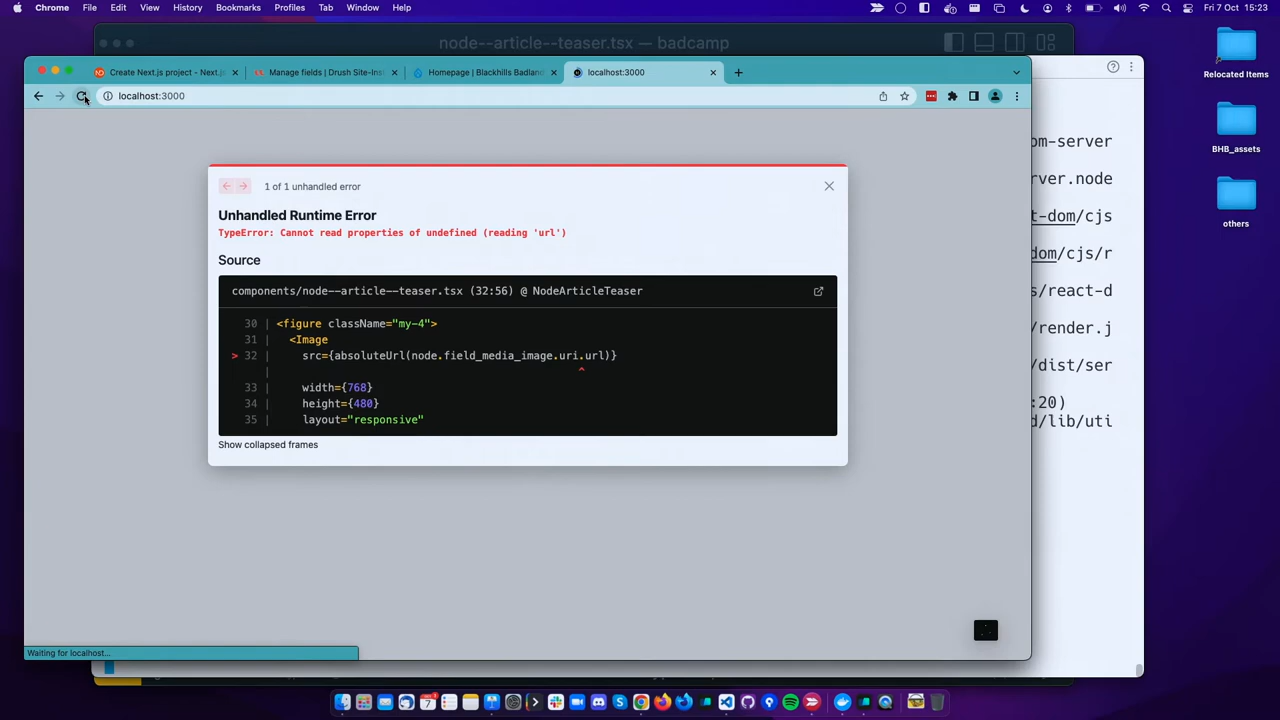 Chrome File Edit View History Bookmarks Profiles Tab Window Help Fri 7 Oct 15:23
node--article--teaser.tsx — badcamp
Create Next.js project - Next.js
Manage fields | Drush Site-Inst
Homepage | Blackhills Badland
localhost:3000
localhost:3000
1 of 1 unhandled error
Unhandled Runtime Error
TypeError: Cannot read properties of undefined (reading 'url')
Source
components/node--article--teaser.tsx (32:56) @ NodeArticleTeaser
30 | <figure className="my-4">
31 | <Image
> 32 | src={absoluteUrl(node.field_media_image.uri.url)}
| ^
33 | width={768}
34 | height={480}
35 | layout="responsive"
Show collapsed frames
Waiting for localhost...
om-server
rver.node
t-dom/cjs
dom/cjs/r
s/react-d
/render.j
/dist/ser
:20)
d/lib/uti
Relocated Items
BHB_assets
others